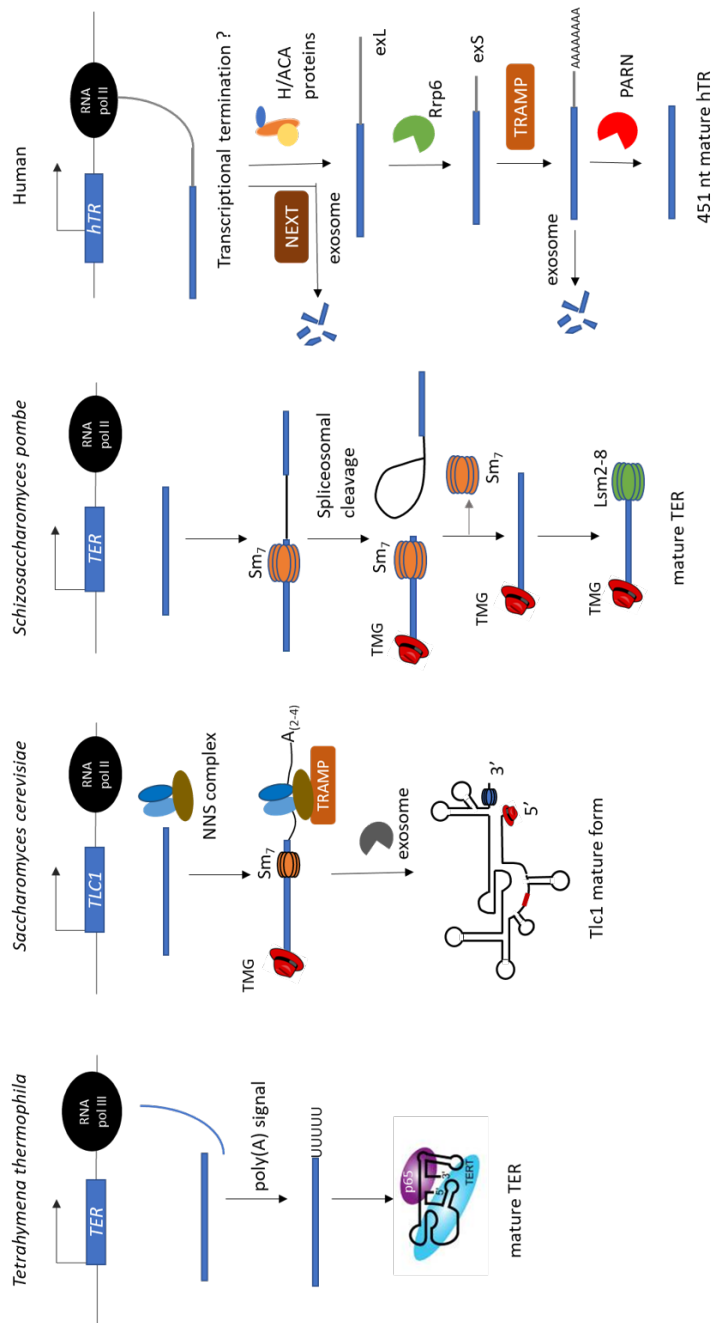 Tetrahymena thermophila
TER
RNA
pol III
poly(A) signal
UUUUU
p65
5'
3'
TERT
mature TER
Saccharomyces cerevisiae
TLC1
RNA
pol II
NNS complex
TMG
Sm7
A(2-4)
TRAMP
exosome
3'
5'
Tlc1 mature form
Schizosaccharomyces pombe
TER
RNA
pol II
Sm7
Spliceosomal
cleavage
TMG
Sm7
Sm7
TMG
TMG
Lsm2-8
mature TER
Human
hTR
RNA
pol II
Transcriptional termination ?
NEXT
exosome
H/ACA
proteins
exL
Rrp6
exS
TRAMP
exosome
AAAAAAAAA
PARN
451 nt mature hTR